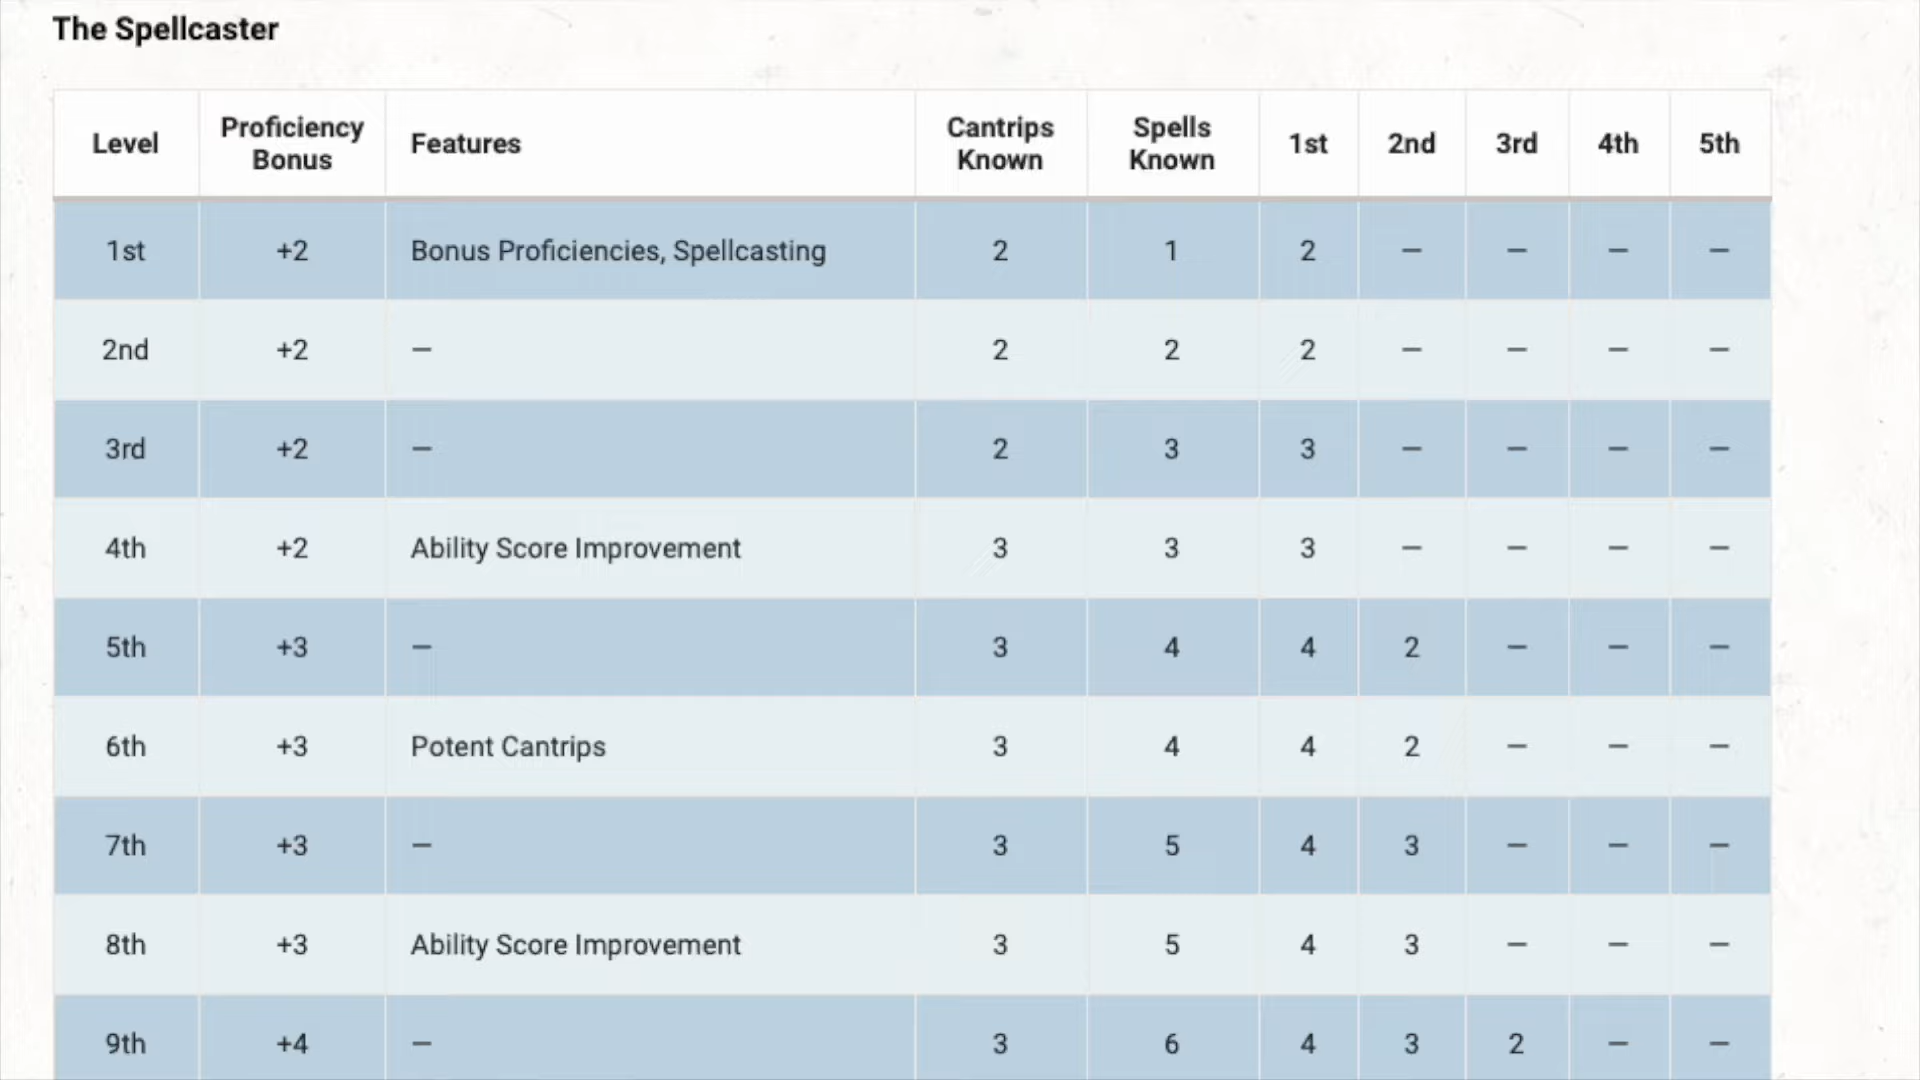 The Spellcaster
Level Proficiency Bonus Features Cantrips Known Spells Known 1st 2nd 3rd 4th 5th
1st +2 Bonus Proficiencies, Spellcasting 2 1 2 — — — —
2nd +2 — 2 2 2 — — — —
3rd +2 — 2 3 3 — — — —
4th +2 Ability Score Improvement 3 3 3 — — — —
5th +3 — 3 4 4 2 — — —
6th +3 Potent Cantrips 3 4 4 2 — — —
7th +3 — 3 5 4 3 — — —
8th +3 Ability Score Improvement 3 5 4 3 — — —
9th +4 — 3 6 4 3 2 — —